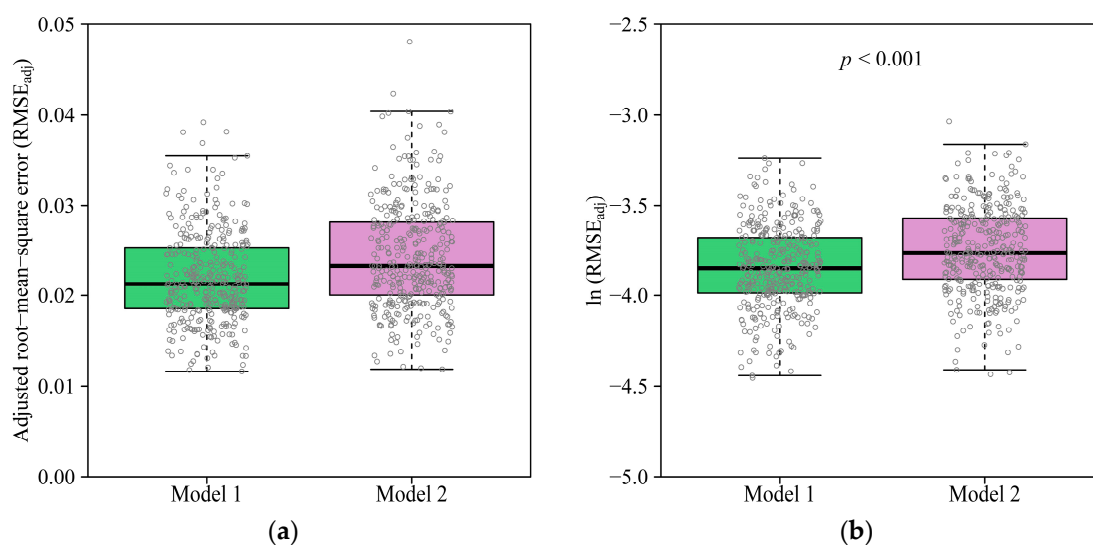 Adjusted root−mean−square error (RMSEadj)
0.05
0.04
0.03
0.02
0.01
0.00
Model 1 Model 2
(a)
ln (RMSEadj)
−2.5
−3.0
−3.5
−4.0
−4.5
−5.0
p < 0.001
Model 1 Model 2
(b)